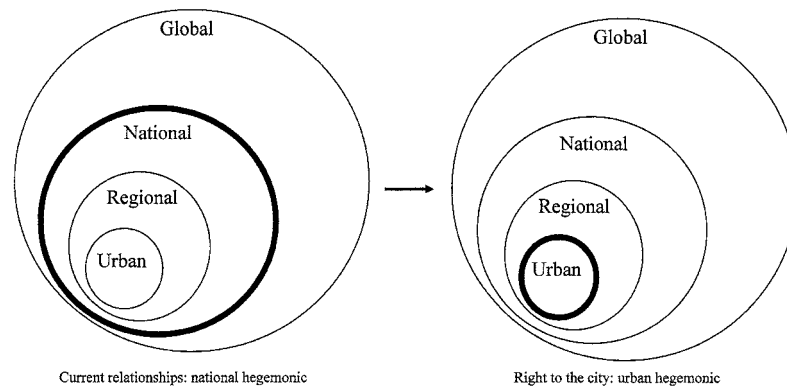 Global
National
Regional
Urban
Current relationships: national hegemonic
Global
National
Regional
Urban
Right to the city: urban hegemonic